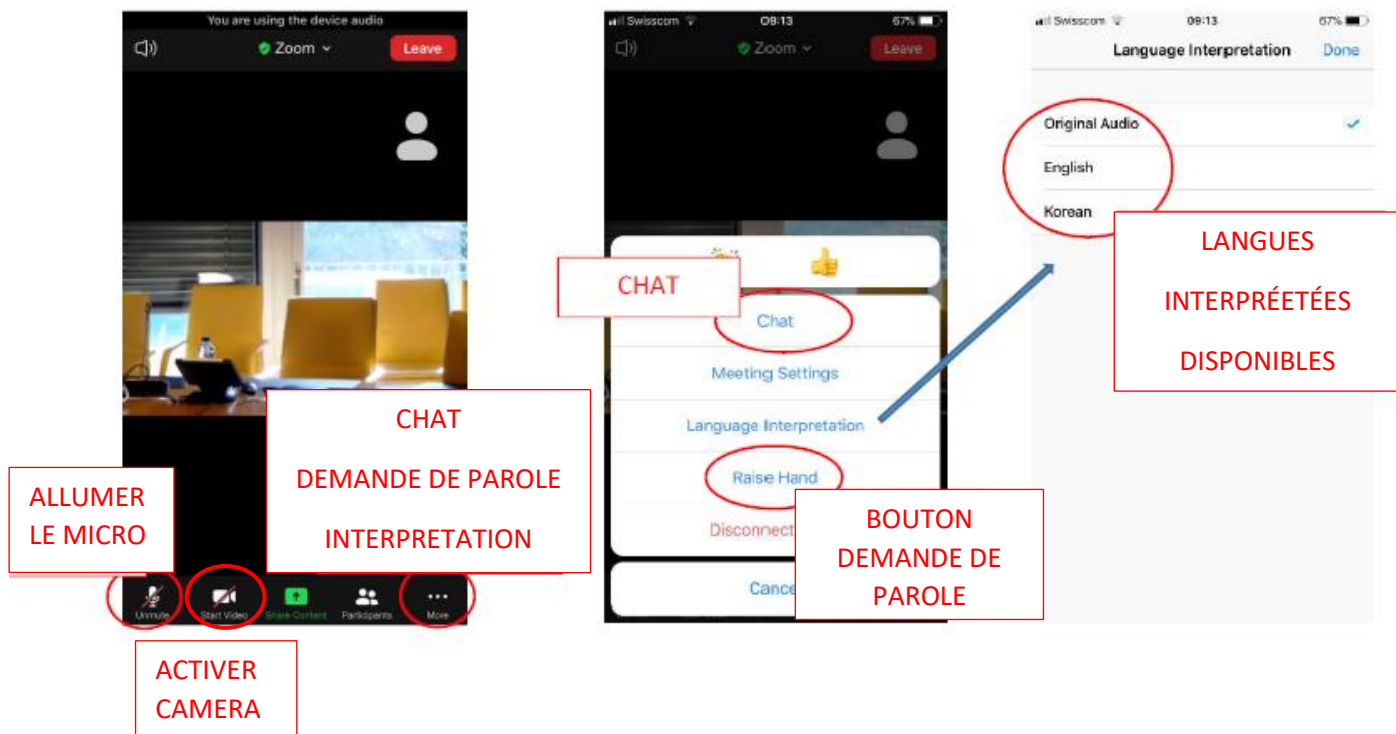 You are using the device audio
Zoom
Leave
CHAT
DEMANDE DE PAROLE
INTERPRETATION
ALLUMER
LE MICRO
Unmute
Start Video
Share Content
Participants
More
ACTIVER
CAMERA
Swisscom
09:13
67%
Zoom
Leave
CHAT
Chat
Meeting Settings
Language Interpretation
Raise Hand
Disconnect
Cance
BOUTON
DEMANDE DE
PAROLE
Swisscom
09:13
67%
Language Interpretation
Done
Original Audio
English
Korean
LANGUES
INTERPRÉETÉES
DISPONIBLES